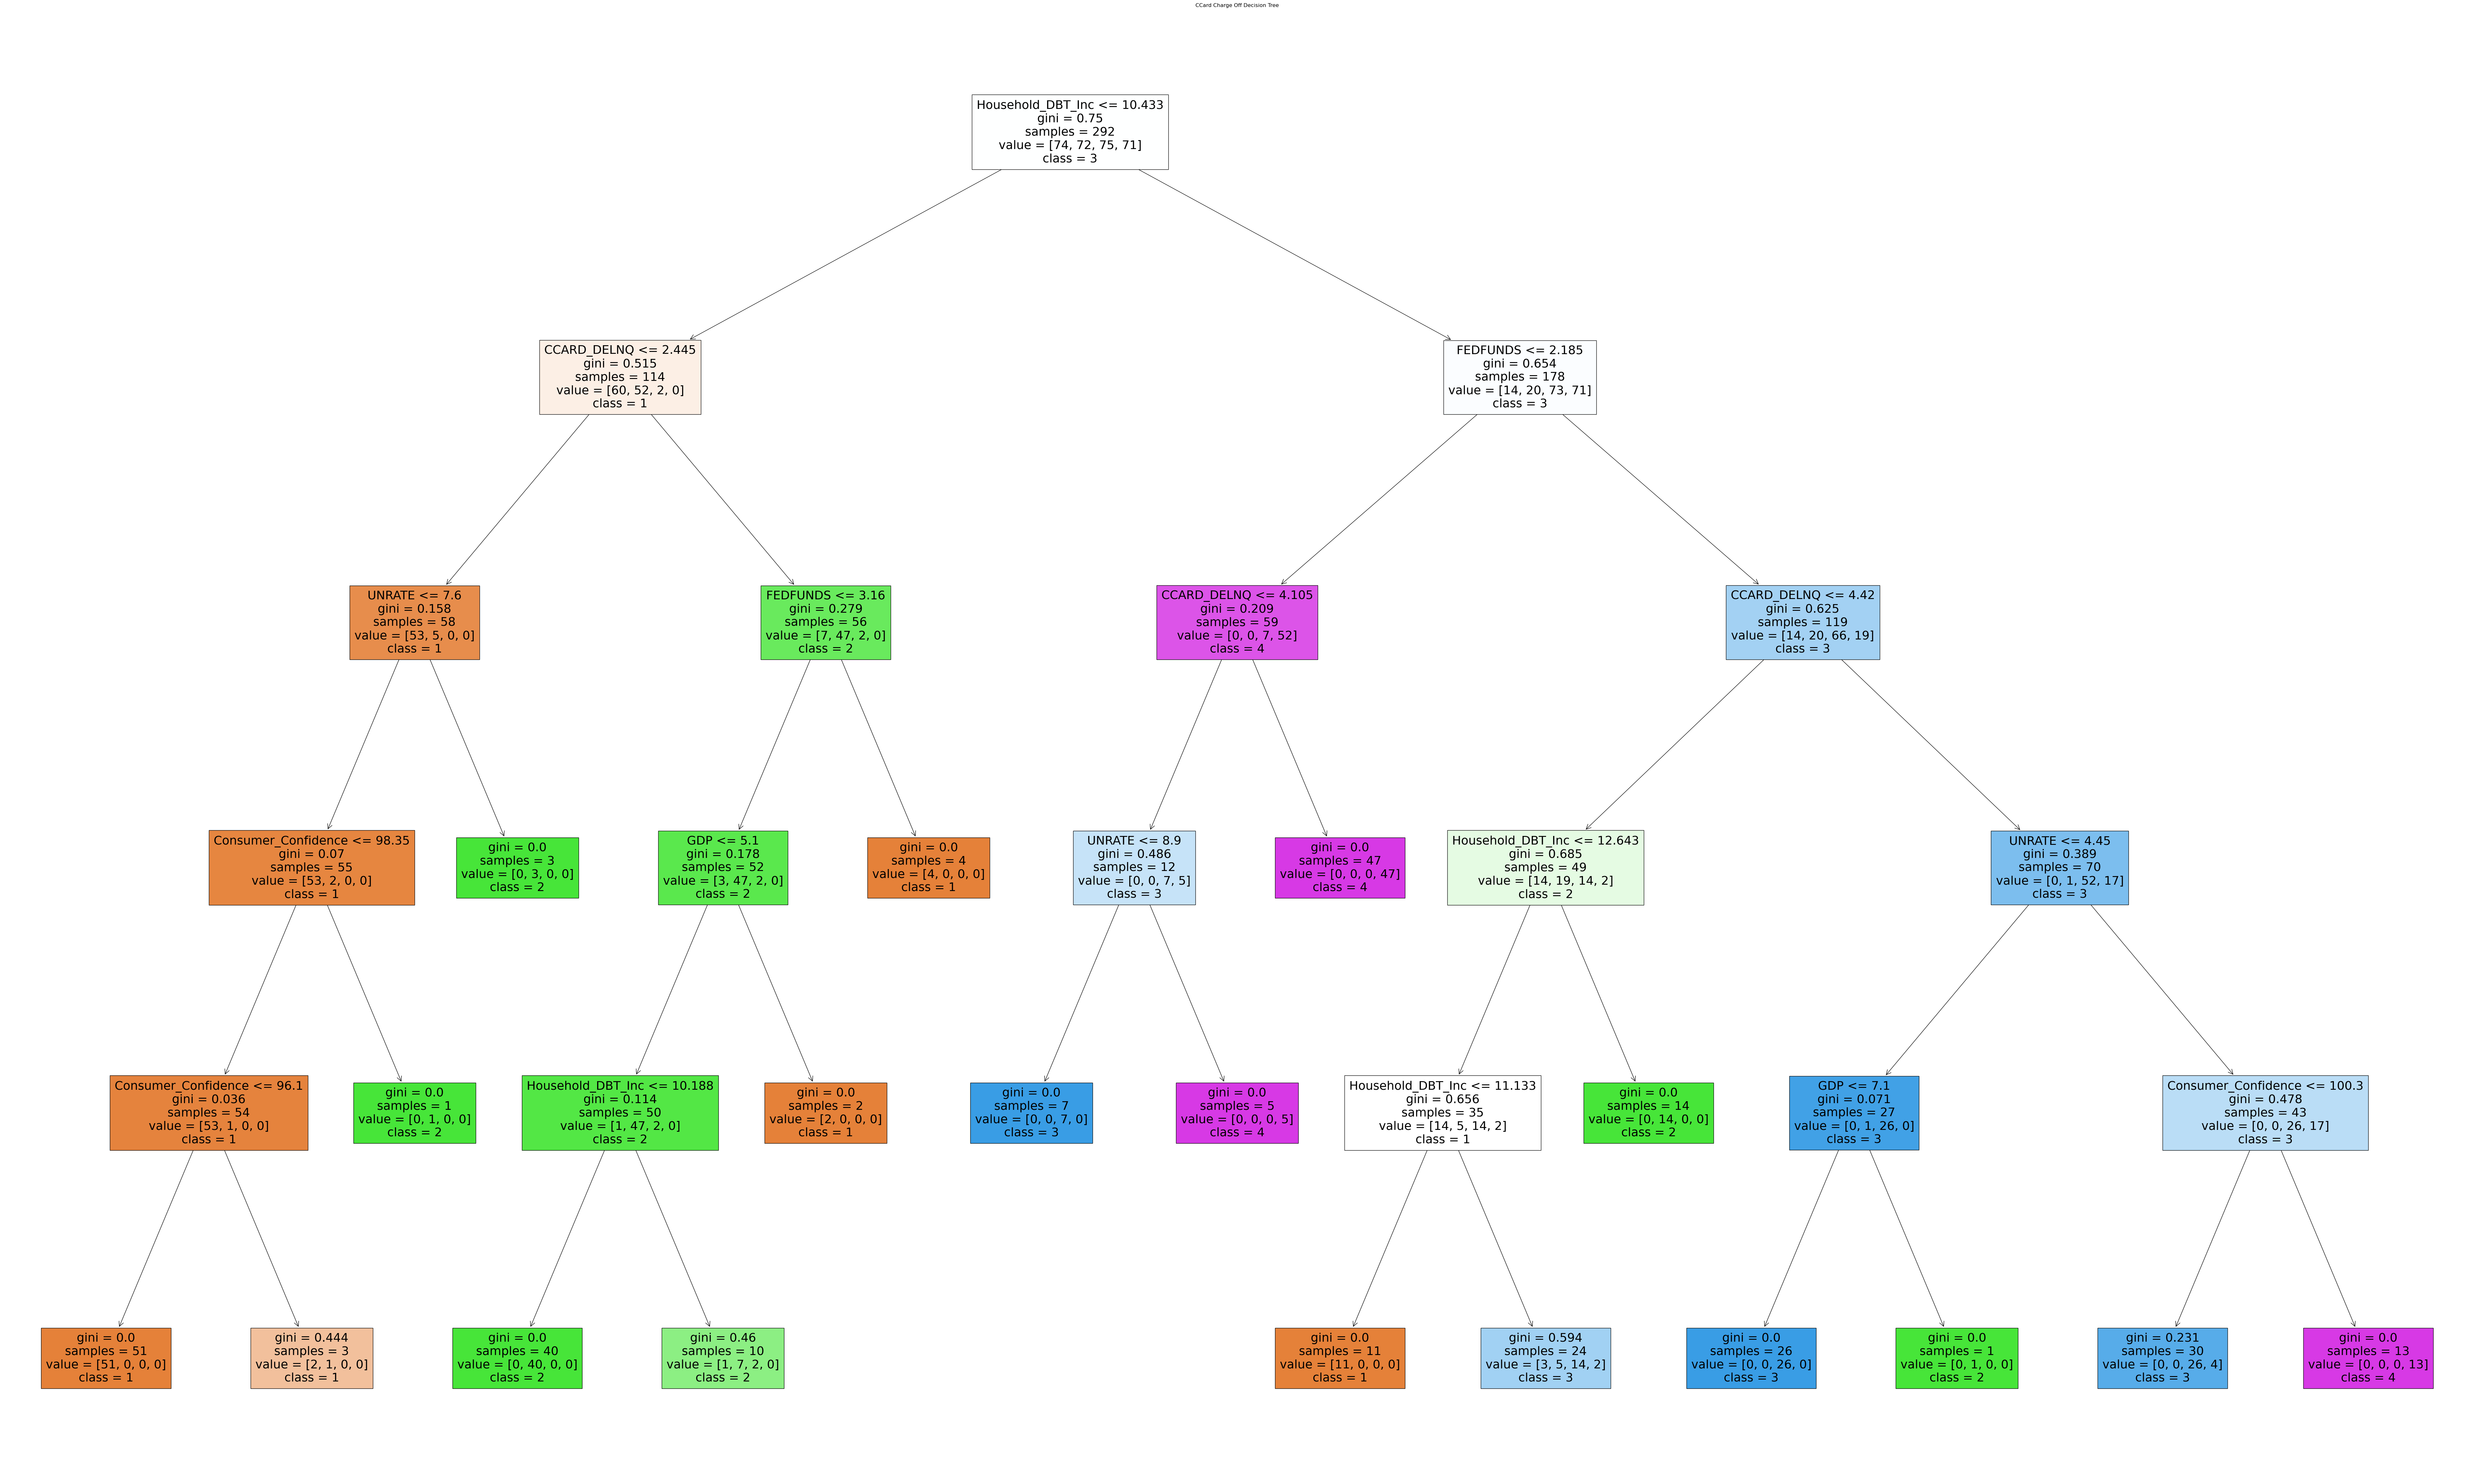 CCard Charge Off Decision Tree
Household_DBT_Inc <= 10.433
gini = 0.75
samples = 292
value = [74, 72, 75, 71]
class = 3
CCARD_DELNQ <= 2.445
gini = 0.515
samples = 114
value = [60, 52, 2, 0]
class = 1
FEDFUNDS <= 2.185
gini = 0.654
samples = 178
value = [14, 20, 73, 71]
class = 3
UNRATE <= 7.6
gini = 0.158
samples = 58
value = [53, 5, 0, 0]
class = 1
FEDFUNDS <= 3.16
gini = 0.279
samples = 56
value = [7, 47, 2, 0]
class = 2
CCARD_DELNQ <= 4.105
gini = 0.209
samples = 59
value = [0, 0, 7, 52]
class = 4
CCARD_DELNQ <= 4.42
gini = 0.625
samples = 119
value = [14, 20, 66, 19]
class = 3
Consumer_Confidence <= 98.35
gini = 0.07
samples = 55
value = [53, 2, 0, 0]
class = 1
gini = 0.0
samples = 3
value = [0, 3, 0, 0]
class = 2
GDP <= 5.1
gini = 0.178
samples = 52
value = [3, 47, 2, 0]
class = 2
gini = 0.0
samples = 4
value = [4, 0, 0, 0]
class = 1
UNRATE <= 8.9
gini = 0.486
samples = 12
value = [0, 0, 7, 5]
class = 3
gini = 0.0
samples = 47
value = [0, 0, 0, 47]
class = 4
Household_DBT_Inc <= 12.643
gini = 0.685
samples = 49
value = [14, 19, 14, 2]
class = 2
UNRATE <= 4.45
gini = 0.389
samples = 70
value = [0, 1, 52, 17]
class = 3
Consumer_Confidence <= 96.1
gini = 0.036
samples = 54
value = [53, 1, 0, 0]
class = 1
gini = 0.0
samples = 1
value = [0, 1, 0, 0]
class = 2
Household_DBT_Inc <= 10.188
gini = 0.114
samples = 50
value = [1, 47, 2, 0]
class = 2
gini = 0.0
samples = 2
value = [2, 0, 0, 0]
class = 1
gini = 0.0
samples = 7
value = [0, 0, 7, 0]
class = 3
gini = 0.0
samples = 5
value = [0, 0, 0, 5]
class = 4
Household_DBT_Inc <= 11.133
gini = 0.656
samples = 35
value = [14, 5, 14, 2]
class = 1
gini = 0.0
samples = 14
value = [0, 14, 0, 0]
class = 2
GDP <= 7.1
gini = 0.071
samples = 27
value = [0, 1, 26, 0]
class = 3
Consumer_Confidence <= 100.3
gini = 0.478
samples = 43
value = [0, 0, 26, 17]
class = 3
gini = 0.0
samples = 51
value = [51, 0, 0, 0]
class = 1
gini = 0.444
samples = 3
value = [2, 1, 0, 0]
class = 1
gini = 0.0
samples = 40
value = [0, 40, 0, 0]
class = 2
gini = 0.46
samples = 10
value = [1, 7, 2, 0]
class = 2
gini = 0.0
samples = 11
value = [11, 0, 0, 0]
class = 1
gini = 0.594
samples = 24
value = [3, 5, 14, 2]
class = 3
gini = 0.0
samples = 26
value = [0, 0, 26, 0]
class = 3
gini = 0.0
samples = 1
value = [0, 1, 0, 0]
class = 2
gini = 0.231
samples = 30
value = [0, 0, 26, 4]
class = 3
gini = 0.0
samples = 13
value = [0, 0, 0, 13]
class = 4